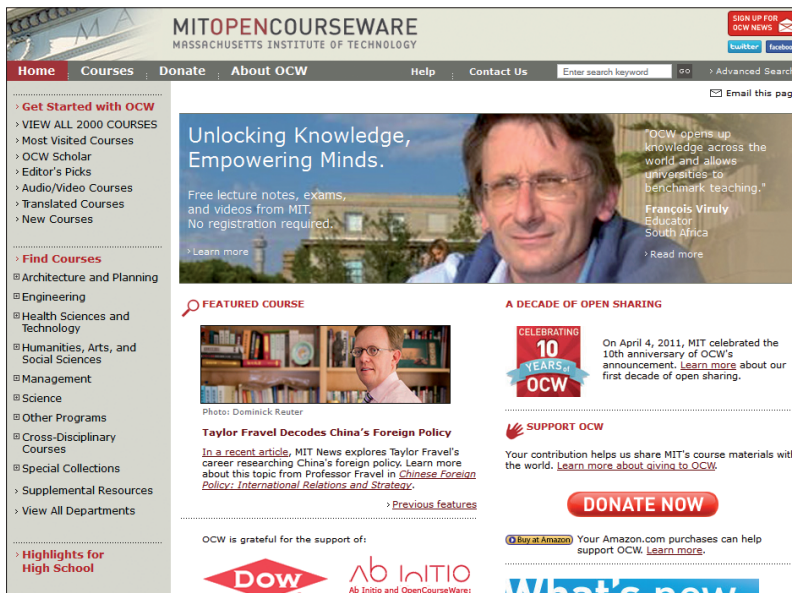 MITOPENCOURSEWARE
MASSACHUSETTS INSTITUTE OF TECHNOLOGY
SIGN UP FOR
OCW NEWS
twitter
facebook
Home
Courses
Donate
About OCW
Help
Contact Us
Enter search keyword
GO
› Advanced Search
Email this pag
› Get Started with OCW
› VIEW ALL 2000 COURSES
› Most Visited Courses
› OCW Scholar
› Editor's Picks
› Audio/Video Courses
› Translated Courses
› New Courses
› Find Courses
Architecture and Planning
Engineering
Health Sciences and
Technology
Humanities, Arts, and
Social Sciences
Management
Science
Other Programs
Cross-Disciplinary
Courses
Special Collections
› Supplemental Resources
› View All Departments
› Highlights for
High School
Unlocking Knowledge,
Empowering Minds.
Free lecture notes, exams,
and videos from MIT.
No registration required.
› Learn more
"OCW opens up
knowledge across the
world and allows
universities to
benchmark teaching."
François Viruly
Educator
South Africa
› Read more
FEATURED COURSE
Photo: Dominick Reuter
Taylor Fravel Decodes China's Foreign Policy
In a recent article, MIT News explores Taylor Fravel's
career researching China's foreign policy. Learn more
about this topic from Professor Fravel in Chinese Foreign
Policy: International Relations and Strategy.
› Previous features
OCW is grateful for the support of:
DOW
Ab Initio
Ab Initio and OpenCourseWare:
A DECADE OF OPEN SHARING
CELEBRATING
10
YEARS of
OCW
On April 4, 2011, MIT celebrated the
10th anniversary of OCW's
announcement. Learn more about our
first decade of open sharing.
SUPPORT OCW
Your contribution helps us share MIT's course materials with
the world. Learn more about giving to OCW.
DONATE NOW
Buy at Amazon
Your Amazon.com purchases can help
support OCW. Learn more.
What's new